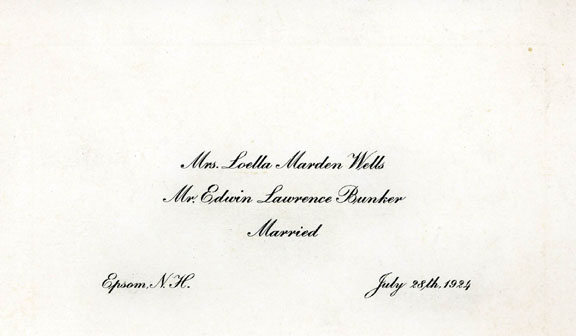 Mrs. Loella Marden Wells
Mr. Edwin Lawrence Bunker
Married
Epsom, N.H. July 28th, 1924